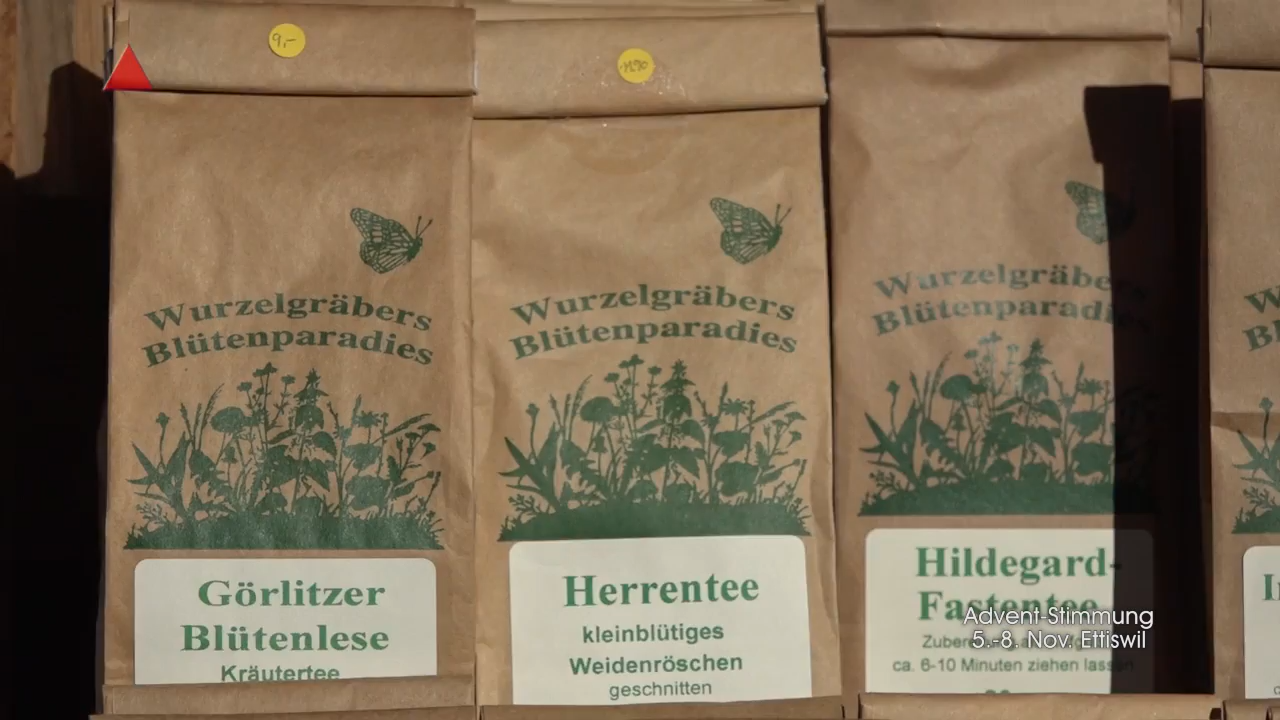 9,-
Wurzelgräbers
Blütenparadies
Görlitzer
Blütenlese
Kräutertee
Wurzelgräbers
Blütenparadies
Herrentee
kleinblütiges
Weidenröschen
geschnitten
Wurzelgräbers
Blütenparadies
Hildegard-
Fastentee
ca. 6-10 Minuten ziehen lassen
Advent-Stimmung
5.-8. Nov. Ettiswil